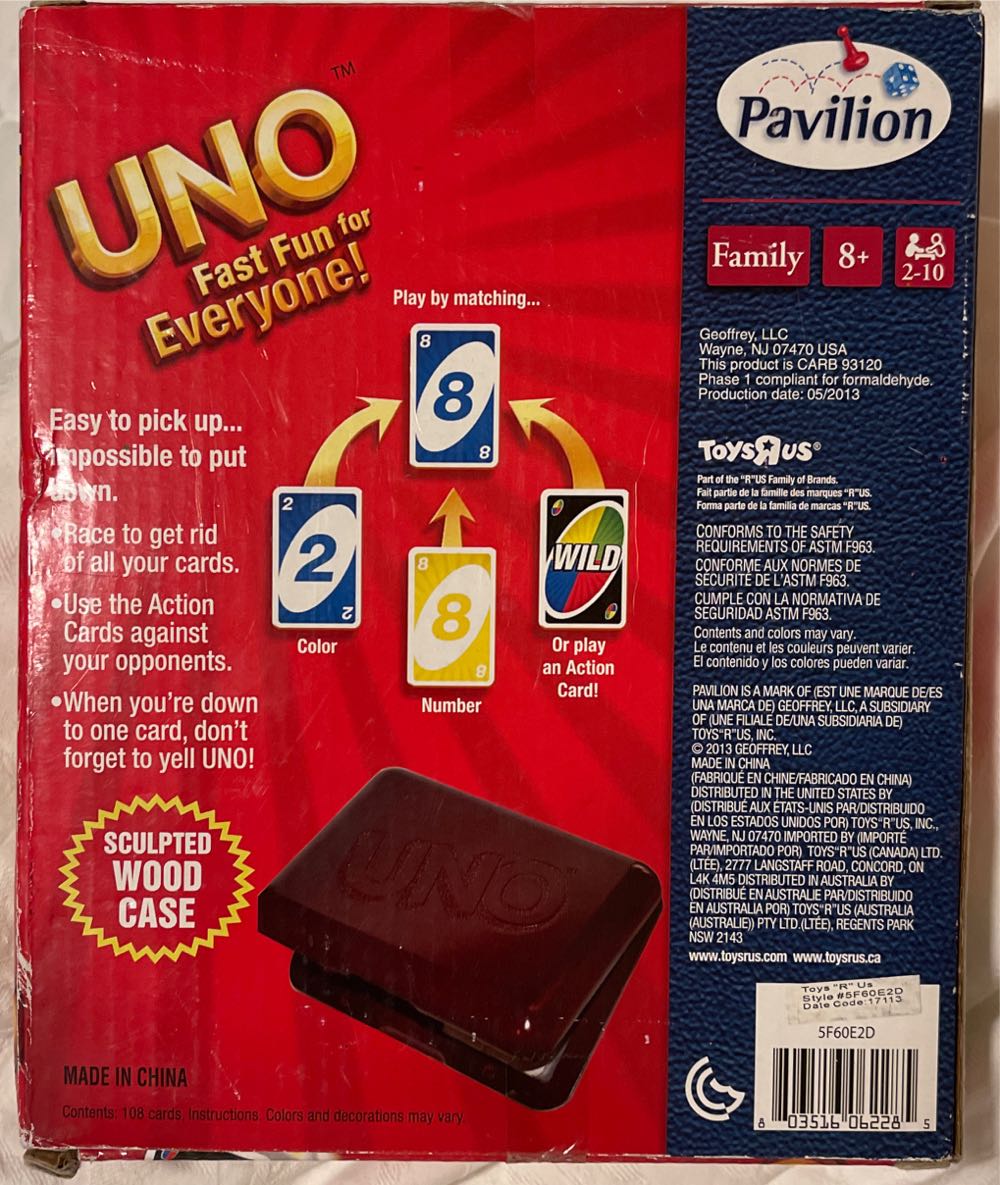 UNO
TM
Fast Fun for
Everyone!
Play by matching...
8
8
8
2
2
2
Color
8
8
8
Number
WILD
Or play
an Action
Card!
Easy to pick up...
impossible to put
down.
•Race to get rid
of all your cards.
•Use the Action
Cards against
your opponents.
•When you're down
to one card, don't
forget to yell UNO!
SCULPTED
WOOD
CASE
UNO
MADE IN CHINA
Contents: 108 cards, Instructions. Colors and decorations may vary.
Pavilion
Family
8+
2-10
Geoffrey, LLC
Wayne, NJ 07470 USA
This product is CARB 93120
Phase 1 compliant for formaldehyde.
Production date: 05/2013
TOYSRUS®
Part of the "R"US Family of Brands.
Fait partie de la famille des marques "R"US.
Forma parte de la familia de marcas "R"US.
CONFORMS TO THE SAFETY
REQUIREMENTS OF ASTM F963.
CONFORME AUX NORMES DE
SÉCURITÉ DE L'ASTM F963.
CUMPLE CON LA NORMATIVA DE
SEGURIDAD ASTM F963.
Contents and colors may vary.
Le contenu et les couleurs peuvent varier.
El contenido y los colores pueden variar.
PAVILION IS A MARK OF (EST UNE MARQUE DE/ES
UNA MARCA DE) GEOFFREY, LLC, A SUBSIDIARY
OF (UNE FILIALE DE/UNA SUBSIDIARIA DE)
TOYS"R"US, INC.
© 2013 GEOFFREY, LLC
MADE IN CHINA
(FABRIQUÉ EN CHINE/FABRICADO EN CHINA)
DISTRIBUTED IN THE UNITED STATES BY
(DISTRIBUÉ AUX ÉTATS-UNIS PAR/DISTRIBUIDO
EN LOS ESTADOS UNIDOS POR) TOYS"R"US, INC.,
WAYNE, NJ 07470 IMPORTED BY (IMPORTÉ
PAR/IMPORTADO POR) TOYS"R"US (CANADA) LTD.
(LTÉE), 2777 LANGSTAFF ROAD, CONCORD, ON
L4K 4M5 DISTRIBUTED IN AUSTRALIA BY
(DISTRIBUÉ EN AUSTRALIE PAR/DISTRIBUIDO
EN AUSTRALIA POR) TOYS"R"US (AUSTRALIA
(AUSTRALIE)) PTY LTD.(LTÉE), REGENTS PARK
NSW 2143
www.toysrus.com www.toysrus.ca
Toys "R" Us
Style #5F60E2D
Date Code:17113
5F60E2D
8 03516 06228 5